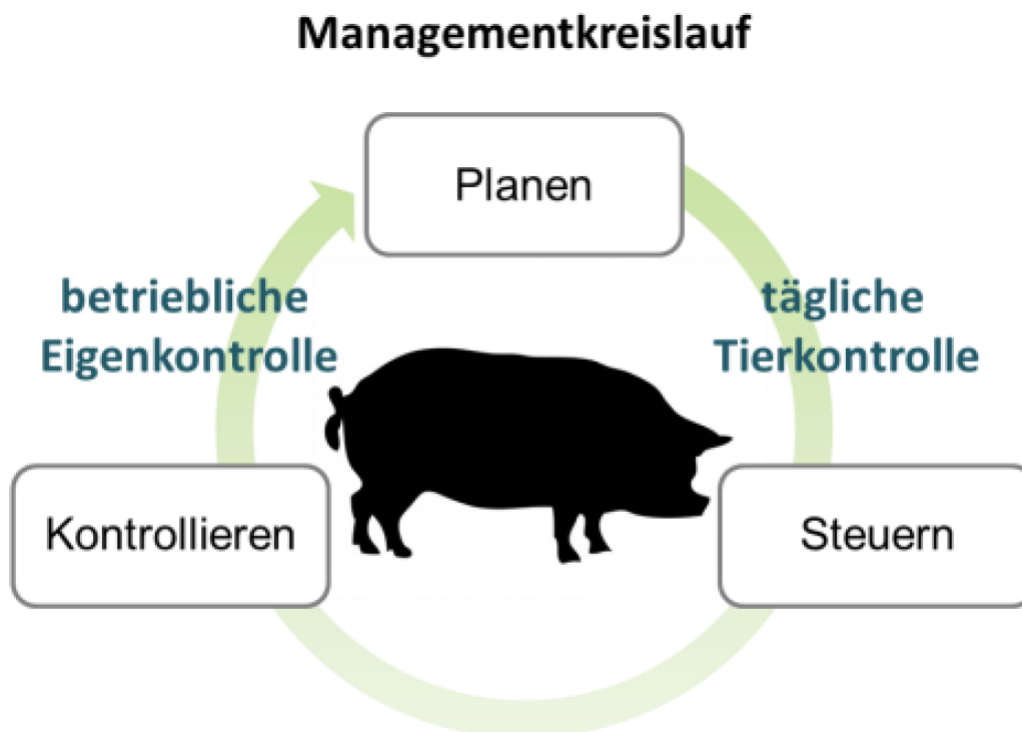 Managementkreislauf
Planen
betriebliche
Eigenkontrolle
tägliche
Tierkontrolle
Kontrollieren
Steuern